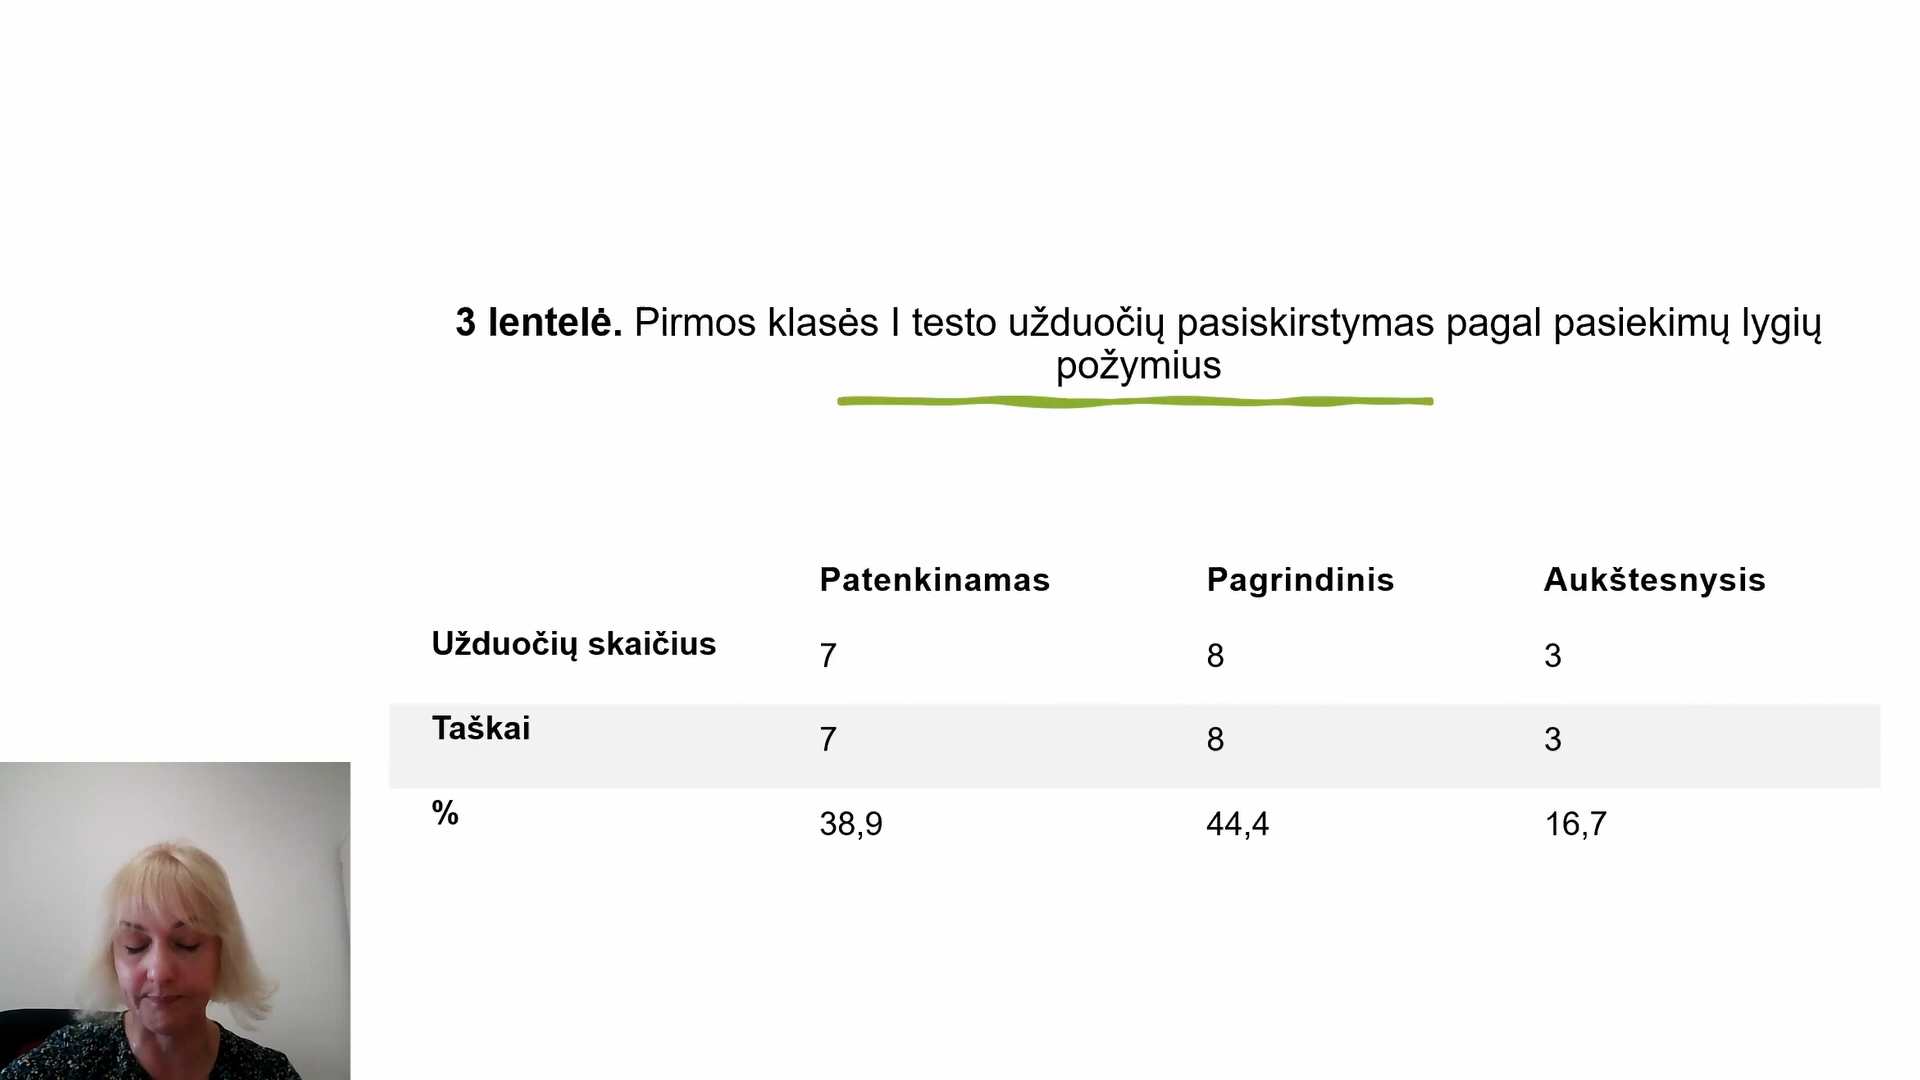 3 lentelė. Pirmos klasės I testo užduočių pasiskirstymas pagal pasiekimų lygių
požymius
Patenkinamas Pagrindinis Aukštesnysis
Užduočių skaičius 7 8 3
Taškai 7 8 3
% 38,9 44,4 16,7